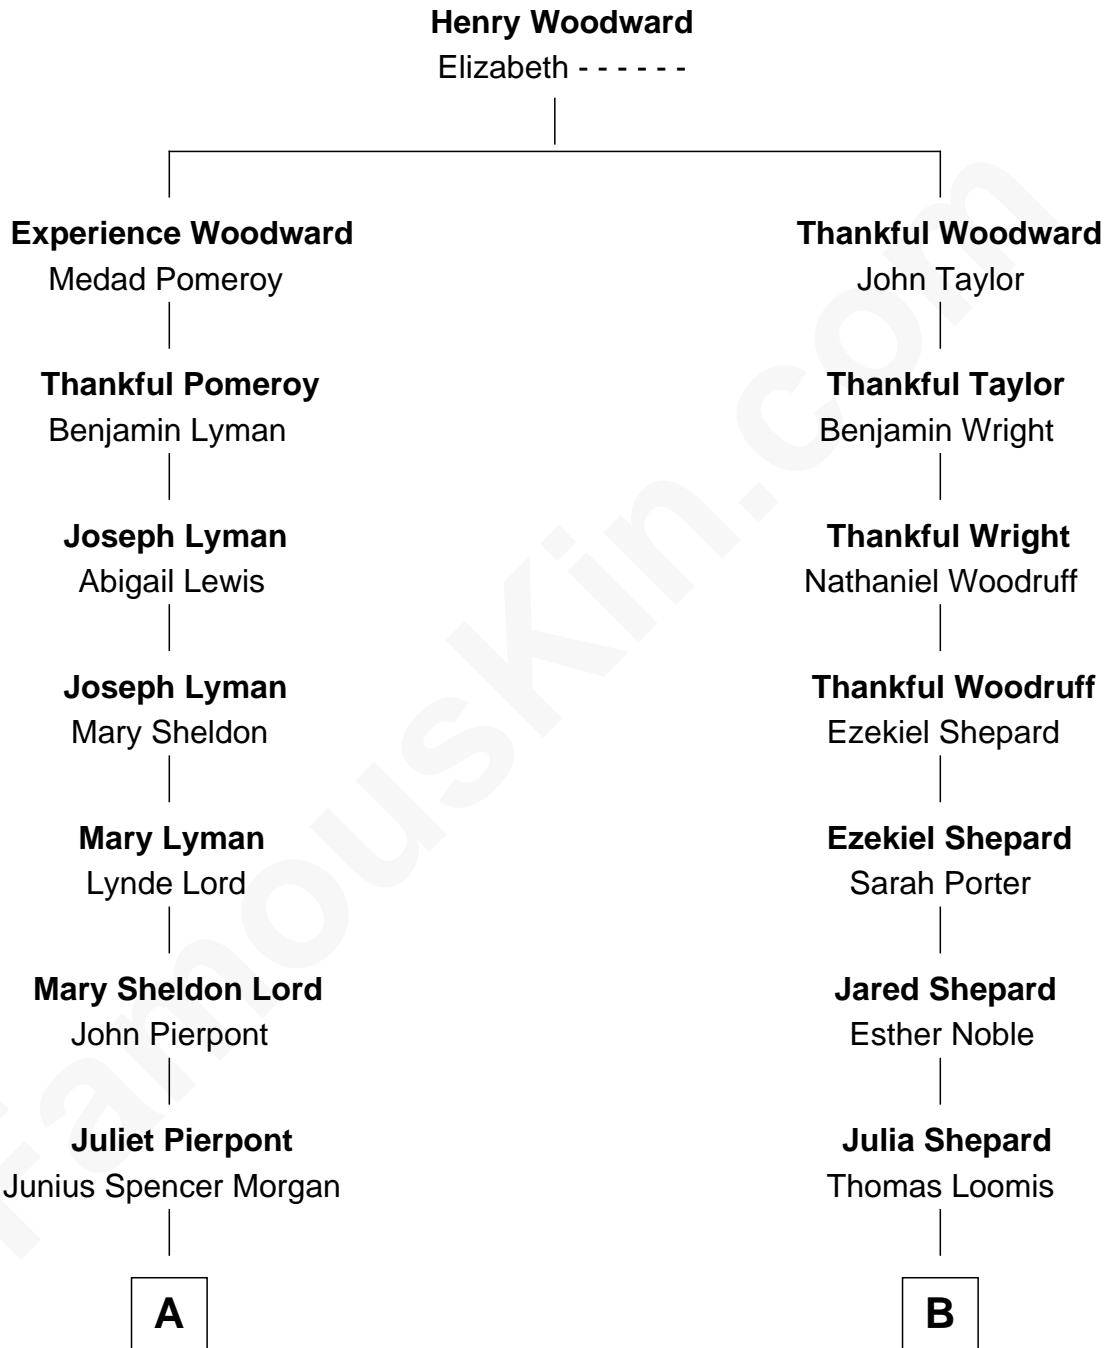 Henry Woodward
Elizabeth - - - - - -
Experience Woodward
Medad Pomeroy
Thankful Woodward
John Taylor
Thankful Pomeroy
Benjamin Lyman
Thankful Taylor
Benjamin Wright
Joseph Lyman
Abigail Lewis
Thankful Wright
Nathaniel Woodruff
Joseph Lyman
Mary Sheldon
Thankful Woodruff
Ezekiel Shepard
Mary Lyman
Lynde Lord
Ezekiel Shepard
Sarah Porter
Mary Sheldon Lord
John Pierpont
Jared Shepard
Esther Noble
Juliet Pierpont
Junius Spencer Morgan
Julia Shepard
Thomas Loomis
A
B
FamousKin.com